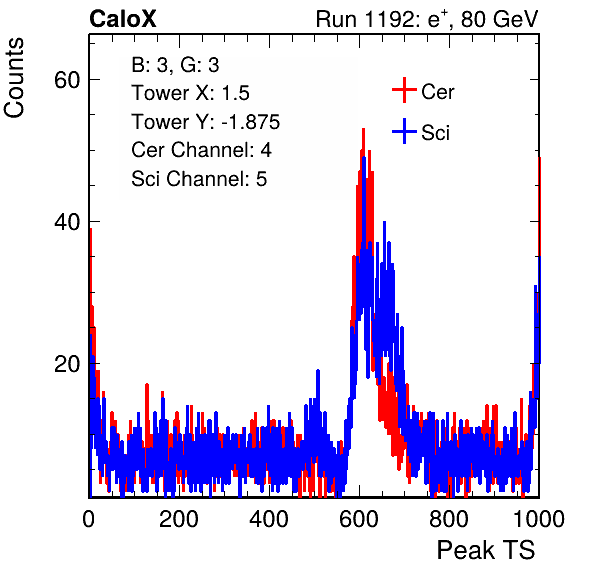 CaloX Run 1192: e⁺, 80 GeV
Counts
B: 3, G: 3
Tower X: 1.5
Tower Y: -1.875
Cer Channel: 4
Sci Channel: 5
Cer
Sci
60
40
20
0 200 400 600 800 1000
Peak TS